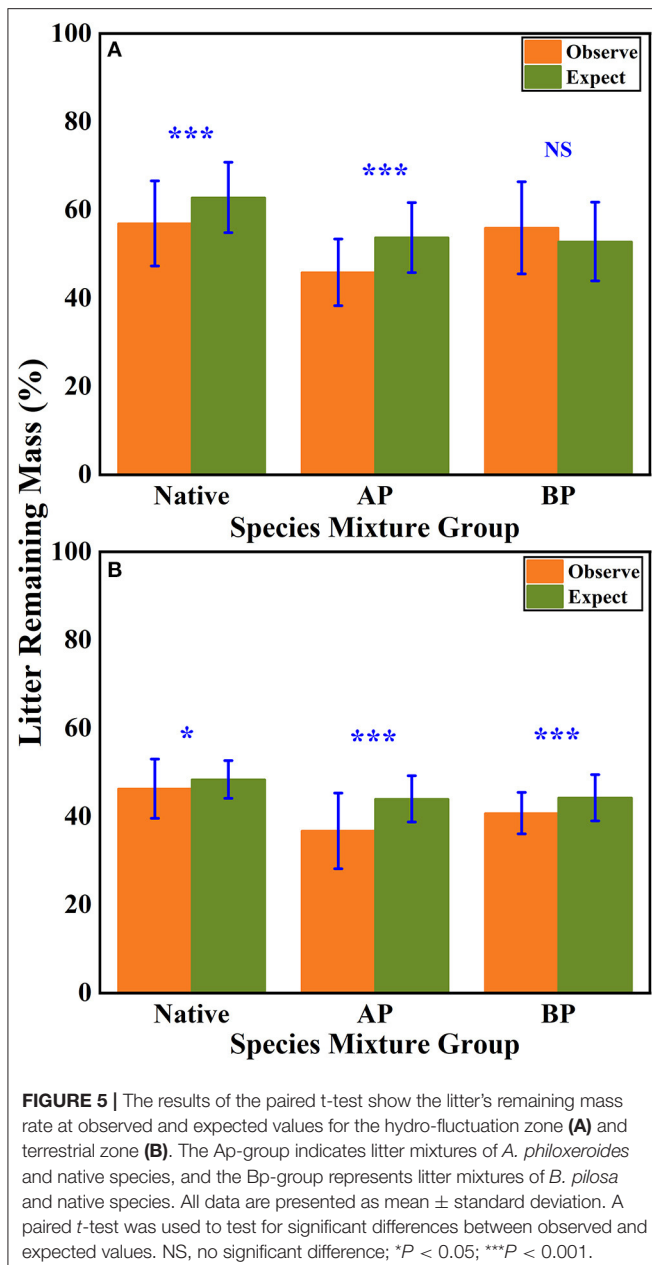 Litter Remaining Mass (%)
A
Observe
Expect
100
80
60
40
20
0
***
***
NS
Native AP BP
Species Mixture Group
B
Observe
Expect
100
80
60
40
20
0
*
***
***
Native AP BP
Species Mixture Group
FIGURE 5 | The results of the paired t-test show the litter's remaining mass
rate at observed and expected values for the hydro-fluctuation zone (A) and
terrestrial zone (B). The Ap-group indicates litter mixtures of A. philoxeroides
and native species, and the Bp-group represents litter mixtures of B. pilosa
and native species. All data are presented as mean ± standard deviation. A
paired t-test was used to test for significant differences between observed and
expected values. NS, no significant difference; *P < 0.05; ***P < 0.001.